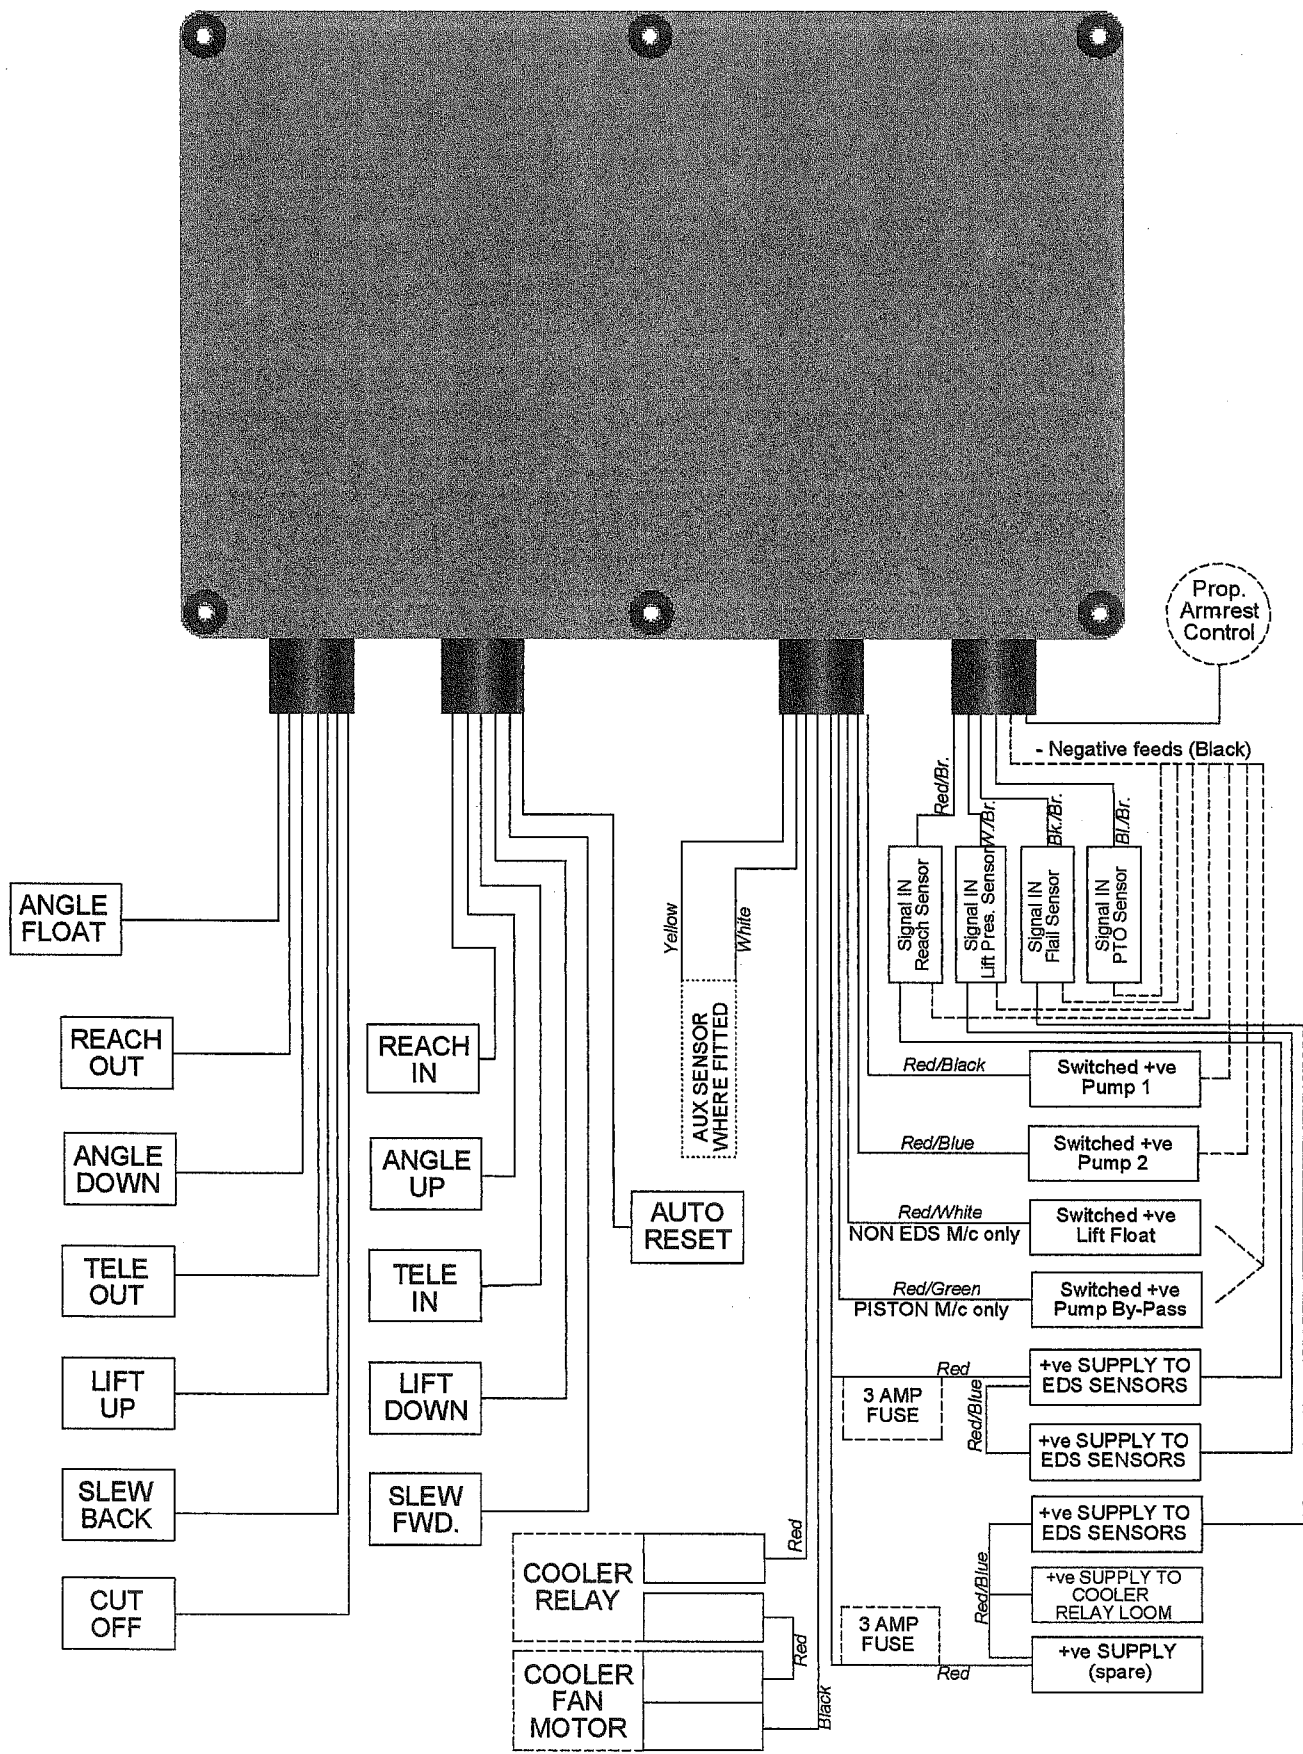 Prop.
Armrest
Control
- Negative feeds (Black)
Red/Br.
W./Br.
Bk./Br.
Bl./Br.
Signal IN
Reach Sensor
Signal IN
Lift Pres. Sensor
Signal IN
Flail Sensor
Signal IN
PTO Sensor
Yellow
White
AUX SENSOR
WHERE FITTED
ANGLE
FLOAT
REACH
OUT
ANGLE
DOWN
TELE
OUT
LIFT
UP
SLEW
BACK
CUT
OFF
REACH
IN
ANGLE
UP
TELE
IN
LIFT
DOWN
SLEW
FWD.
AUTO
RESET
Red/Black
Switched +ve
Pump 1
Red/Blue
Switched +ve
Pump 2
Red/White
NON EDS M/c only
Switched +ve
Lift Float
Red/Green
PISTON M/c only
Switched +ve
Pump By-Pass
Red
3 AMP
FUSE
Red/Blue
+ve SUPPLY TO
EDS SENSORS
+ve SUPPLY TO
EDS SENSORS
+ve SUPPLY TO
EDS SENSORS
Red/Blue
+ve SUPPLY TO
COOLER
RELAY LOOM
3 AMP
FUSE
Red
+ve SUPPLY
(spare)
COOLER
RELAY
Red
Red
COOLER
FAN
MOTOR
Black